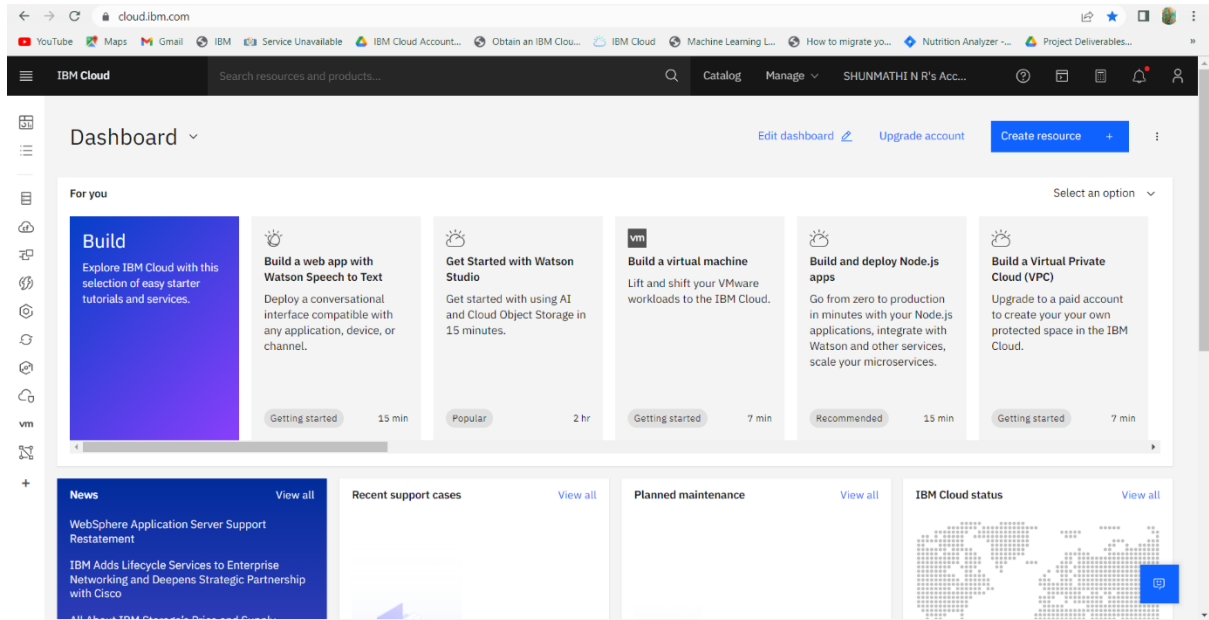 cloud.ibm.com
YouTube Maps Gmail IBM Service Unavailable IBM Cloud Account... Obtain an IBM Clou... IBM Cloud Machine Learning L... How to migrate yo... Nutrition Analyzer -... Project Deliverables... »
IBM Cloud Search resources and products... Catalog Manage SHUNMATHI N R's Acc...
Dashboard Edit dashboard Upgrade account Create resource +
For you Select an option
Build
Explore IBM Cloud with this
selection of easy starter
tutorials and services.
Build a web app with
Watson Speech to Text
Deploy a conversational
interface compatible with
any application, device, or
channel.
Getting started 15 min
Get Started with Watson
Studio
Get started with using AI
and Cloud Object Storage in
15 minutes.
Popular 2 hr
vm
Build a virtual machine
Lift and shift your VMware
workloads to the IBM Cloud.
Getting started 7 min
Build and deploy Node.js
apps
Go from zero to production
in minutes with your Node.js
applications, integrate with
Watson and other services,
scale your microservices.
Recommended 15 min
Build a Virtual Private
Cloud (VPC)
Upgrade to a paid account
to create your your own
protected space in the IBM
Cloud.
Getting started 7 min
vm
News View all
WebSphere Application Server Support
Restatement
IBM Adds Lifecycle Services to Enterprise
Networking and Deepens Strategic Partnership
with Cisco
All About IBM Storage's Price and Supply
Recent support cases View all
Planned maintenance View all
IBM Cloud status View all